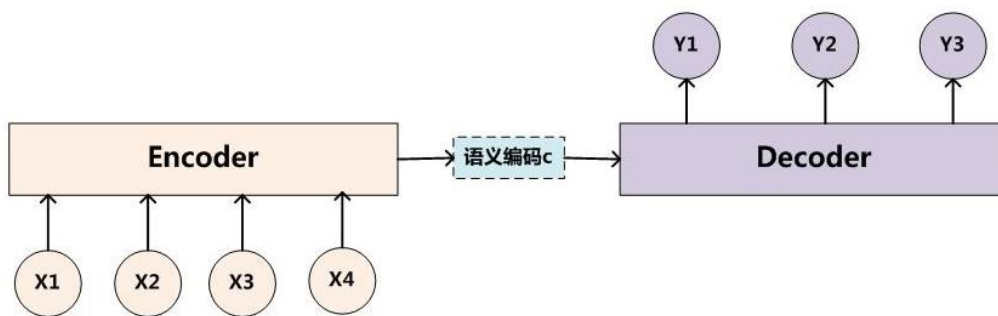 Y1 Y2 Y3
Encoder 语义编码c Decoder
X1 X2 X3 X4